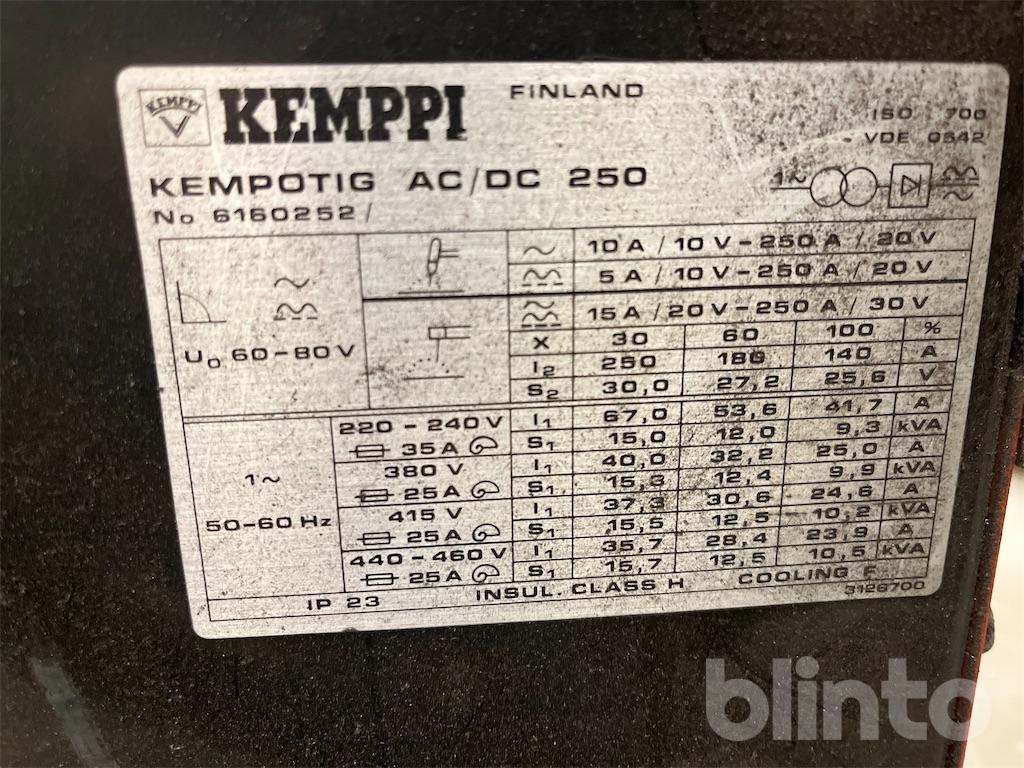 KEMPPI KEMPPI FINLAND
ISO 700
VDE 0542
KEMPOTIG AC/DC 250 1~
No 6160252/
~ 10 A / 10 V – 250 A / 20 V
5 A / 10 V – 250 A / 20 V
15 A / 20 V – 250 A / 30 V
U₀ 60–80 V
X 30 60 100 %
I₂ 250 180 140 A
S₂ 30,0 27,2 25,6 V
220 – 240 V I₁ 67,0 53,6 41,7 A
35 A S₁ 15,0 12,0 9,3 kVA
380 V I₁ 40,0 32,2 25,0 A
25 A S₁ 15,3 12,4 9,9 kVA
1~
415 V I₁ 37,3 30,6 24,6 A
50–60 Hz 25 A S₁ 15,5 12,5 10,2 kVA
440 – 460 V I₁ 35,7 28,4 23,9 A
25 A S₁ 15,7 12,5 10,5 kVA
IP 23 INSUL. CLASS H COOLING F
3126700
blinto